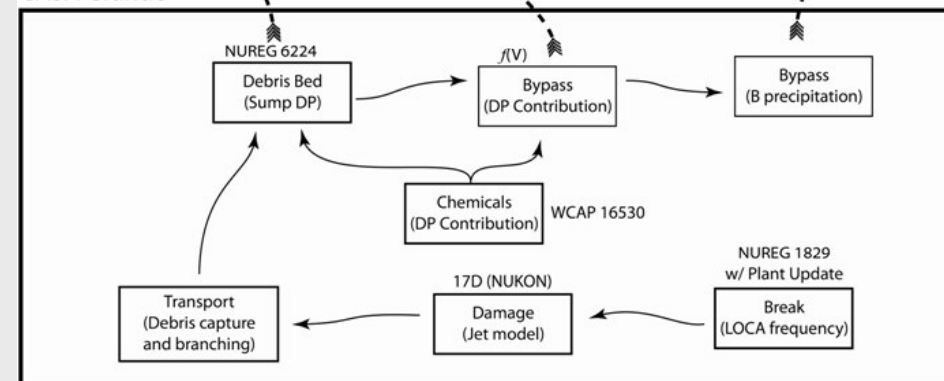 NUREG 6224
Debris Bed
(Sump DP)
f(V)
Bypass
(DP Contribution)
Bypass
(B precipitation)
Chemicals
(DP Contribution)
WCAP 16530
NUREG 1829
w/ Plant Update
Break
(LOCA frequency)
17D (NUKON)
Damage
(Jet model)
Transport
(Debris capture
and branching)